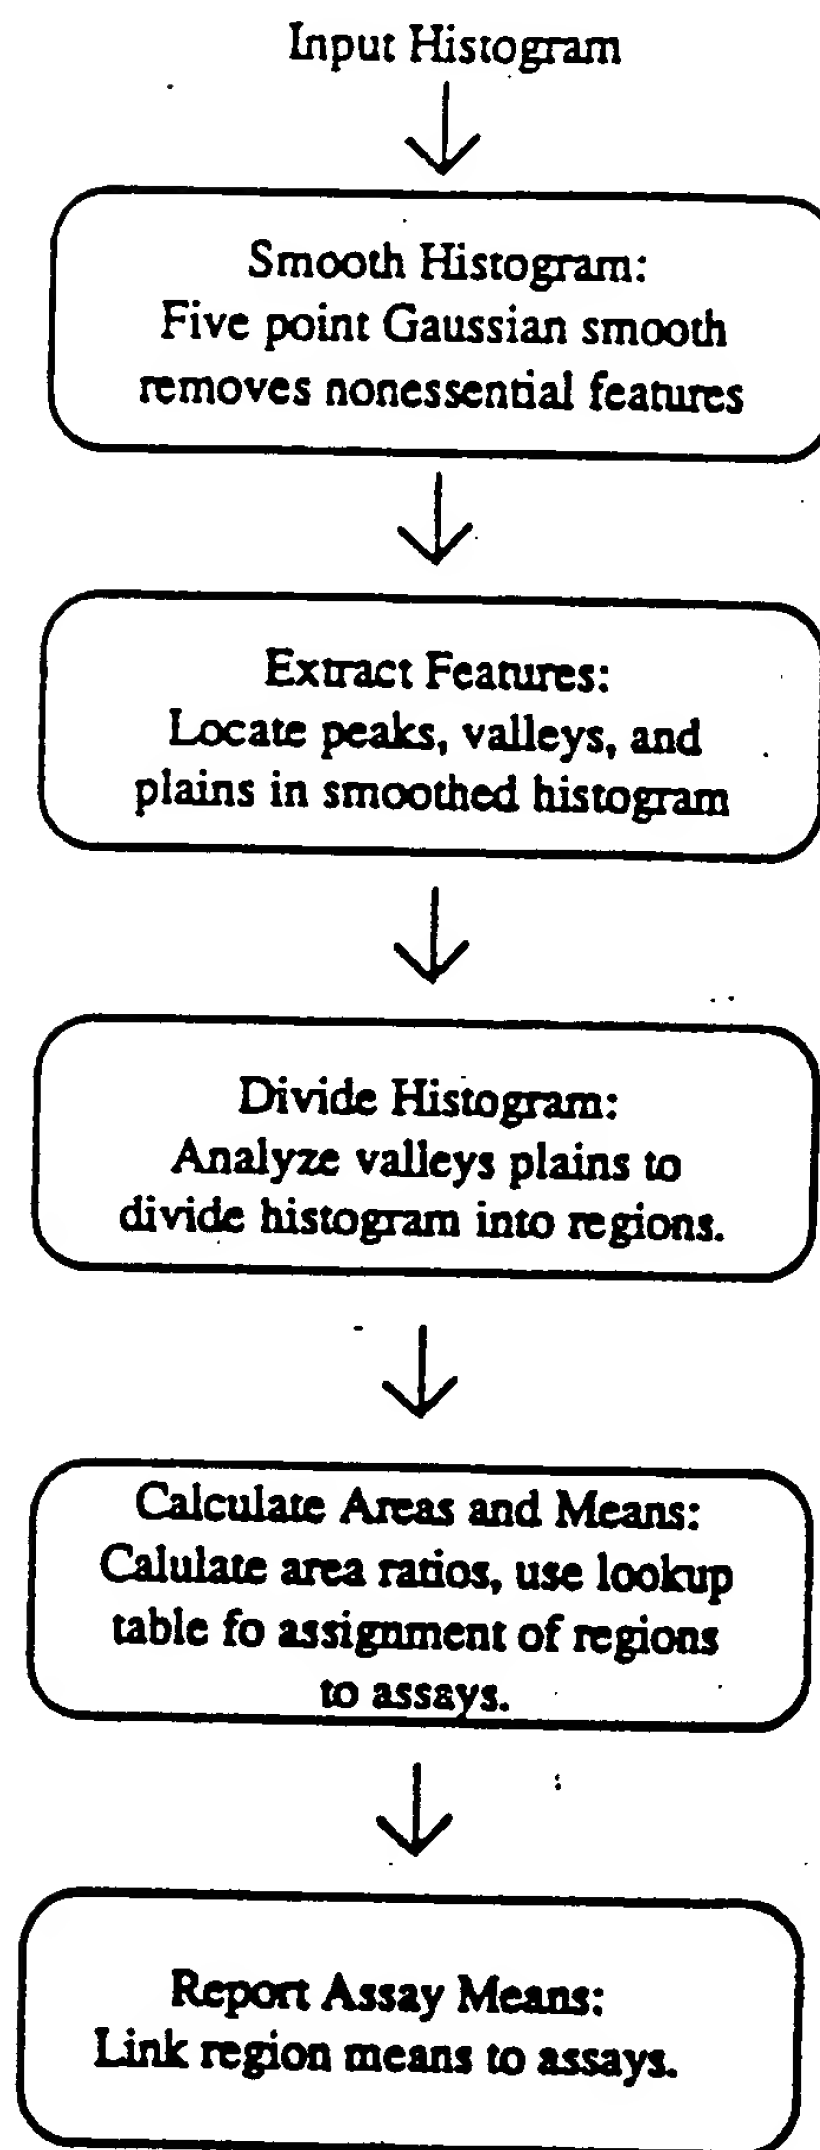 Input Histogram
Smooth Histogram:
Five point Gaussian smooth
removes nonessential features
Extract Features:
Locate peaks, valleys, and
plains in smoothed histogram
Divide Histogram:
Analyze valleys plains to
divide histogram into regions.
Calculate Areas and Means:
Calulate area ratios, use lookup
table fo assignment of regions
to assays.
Report Assay Means:
Link region means to assays.